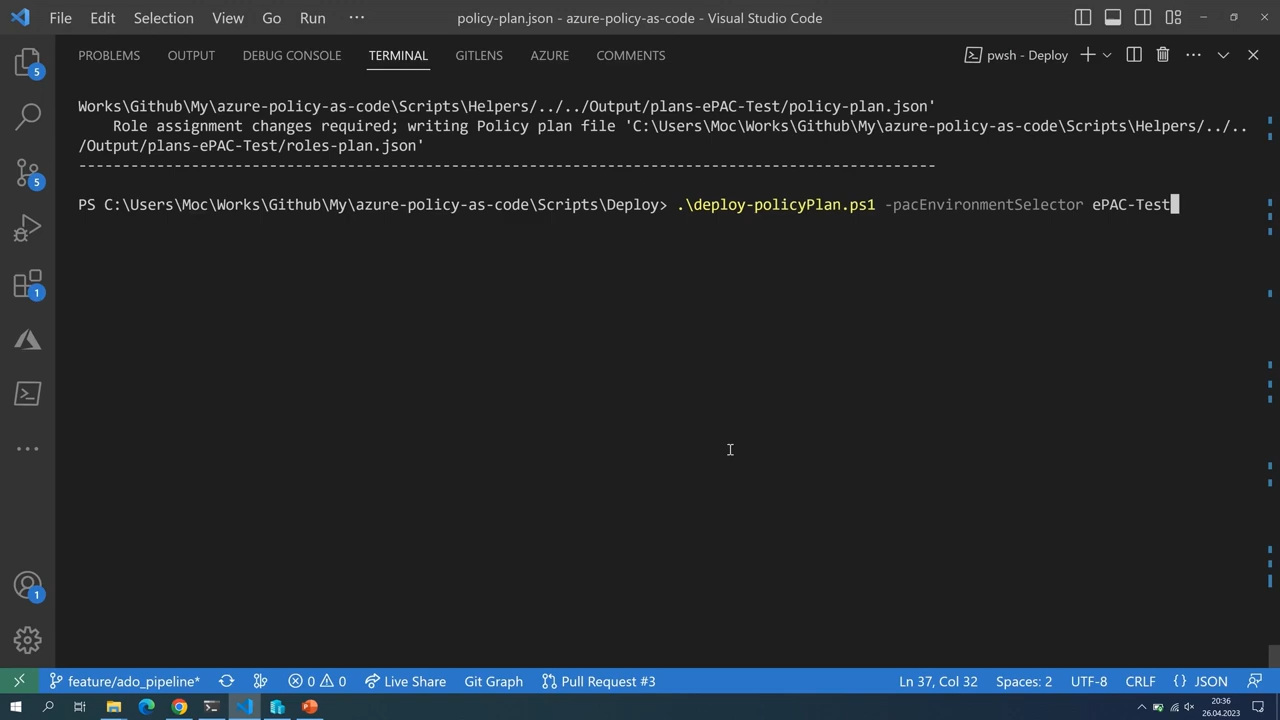 File Edit Selection View Go Run ··· policy-plan.json - azure-policy-as-code - Visual Studio Code
PROBLEMS OUTPUT DEBUG CONSOLE TERMINAL GITLENS AZURE COMMENTS pwsh - Deploy
5
Works\Github\My\azure-policy-as-code\Scripts\Helpers/../../Output/plans-ePAC-Test/policy-plan.json'
Role assignment changes required; writing Policy plan file 'C:\Users\Moc\Works\Github\My\azure-policy-as-code\Scripts\Helpers/../..
/Output/plans-ePAC-Test/roles-plan.json'
---------------------------------------------------------------------------------------------------
5
PS C:\Users\Moc\Works\Github\My\azure-policy-as-code\Scripts\Deploy> .\deploy-policyPlan.ps1 -pacEnvironmentSelector ePAC-Test
1
1
feature/ado_pipeline* 0 0 Live Share Git Graph Pull Request #3 Ln 37, Col 32 Spaces: 2 UTF-8 CRLF {} JSON
20:36
26.04.2023